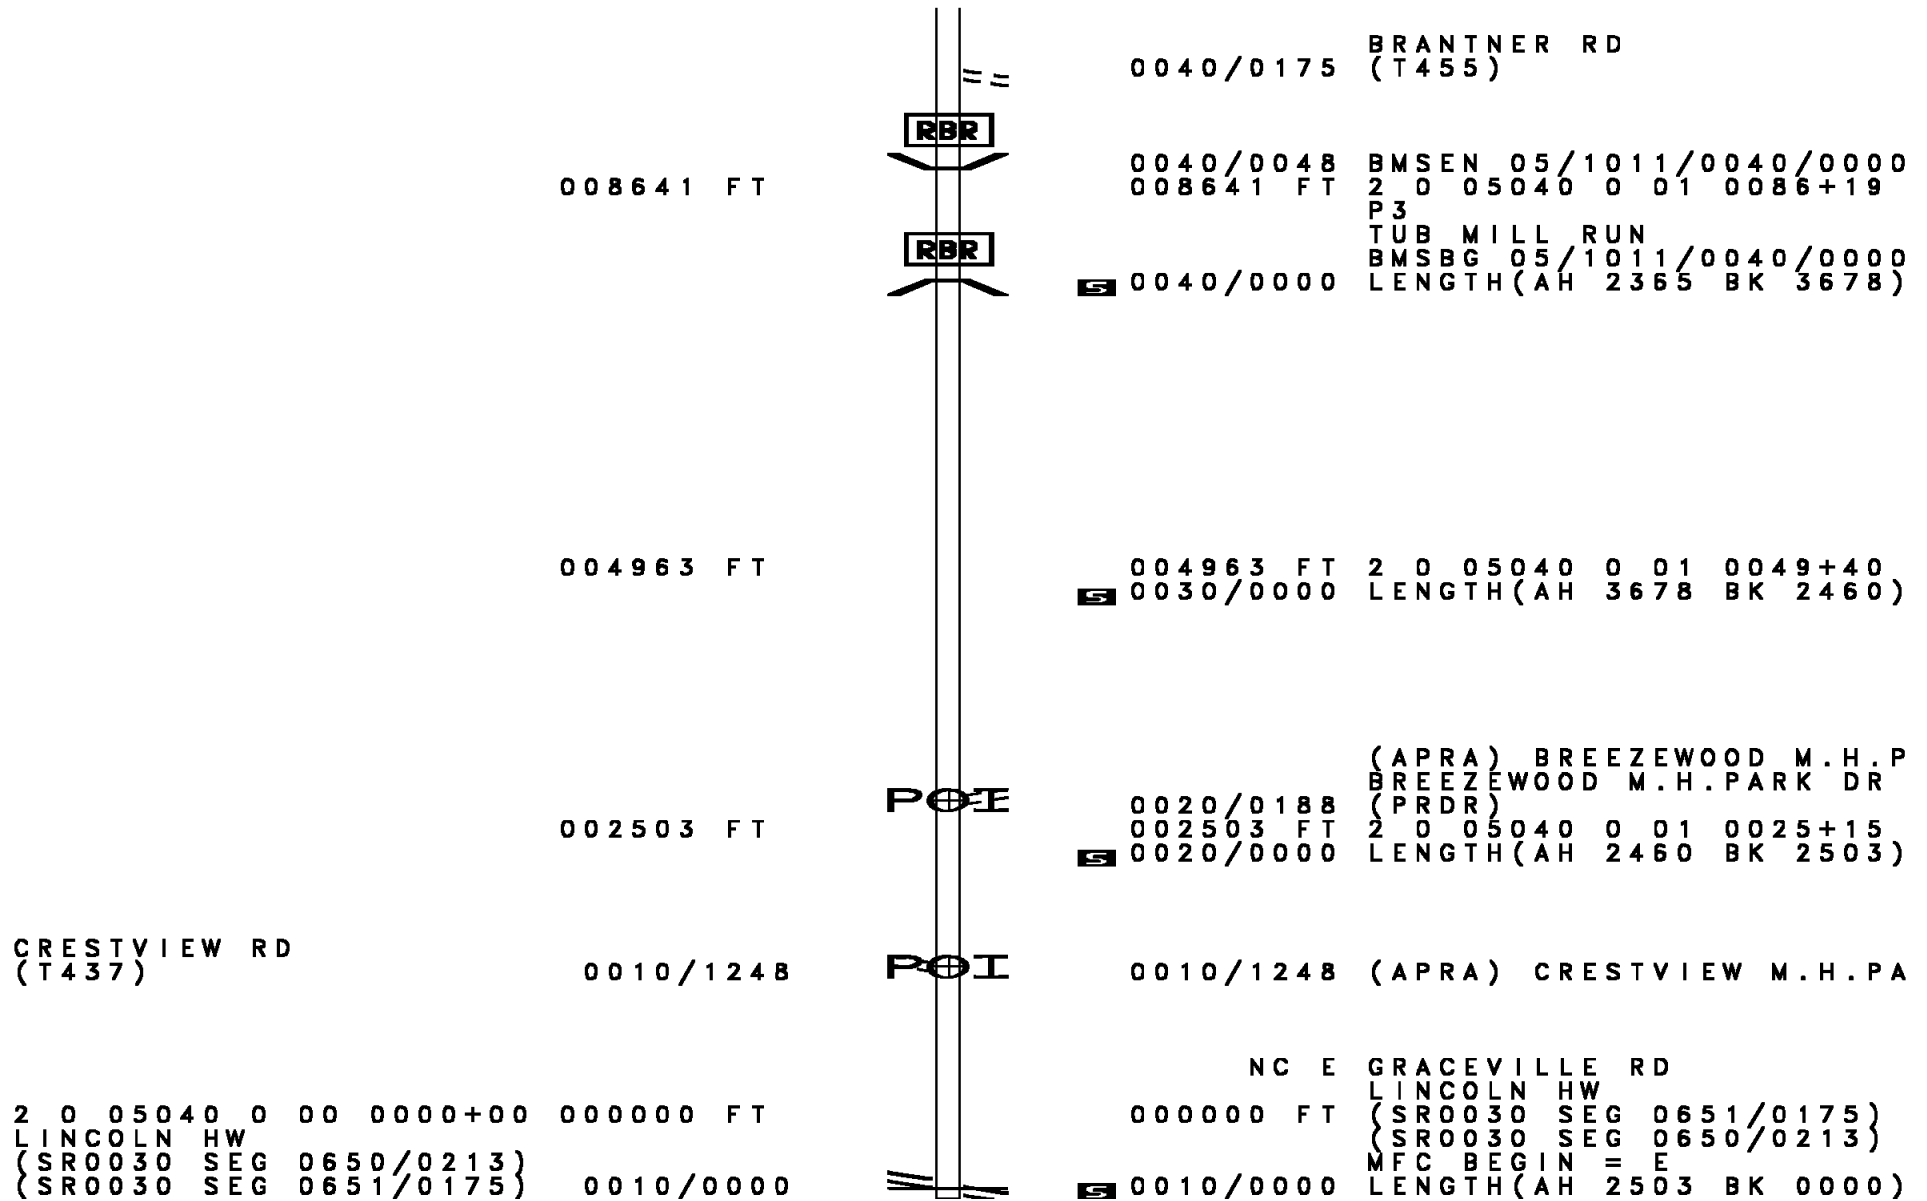 BRANTNER RD
0040/0175 (T455)
RBR
0040/0048 BMSEN 05/1011/0040/0000
008641 FT 008641 FT 2 0 05040 0 01 0086+19
P3
TUB MILL RUN
RBR
BMSBG 05/1011/0040/0000
S 0040/0000 LENGTH(AH 2365 BK 3678)
004963 FT 004963 FT 2 0 05040 0 01 0049+40
S 0030/0000 LENGTH(AH 3678 BK 2460)
(APRA) BREEZEWOOD M.H.P
BREEZEWOOD M.H.PARK DR
POI 0020/0188 (PRDR)
002503 FT 002503 FT 2 0 05040 0 01 0025+15
S 0020/0000 LENGTH(AH 2460 BK 2503)
CRESTVIEW RD
(T437) 0010/1248 POI 0010/1248 (APRA) CRESTVIEW M.H.PA
NC E GRACEVILLE RD
LINCOLN HW
2 0 05040 0 00 0000+00 000000 FT 000000 FT (SR0030 SEG 0651/0175)
LINCOLN HW (SR0030 SEG 0650/0213)
(SR0030 SEG 0650/0213) MFC BEGIN = E
(SR0030 SEG 0651/0175) 0010/0000 S 0010/0000 LENGTH(AH 2503 BK 0000)